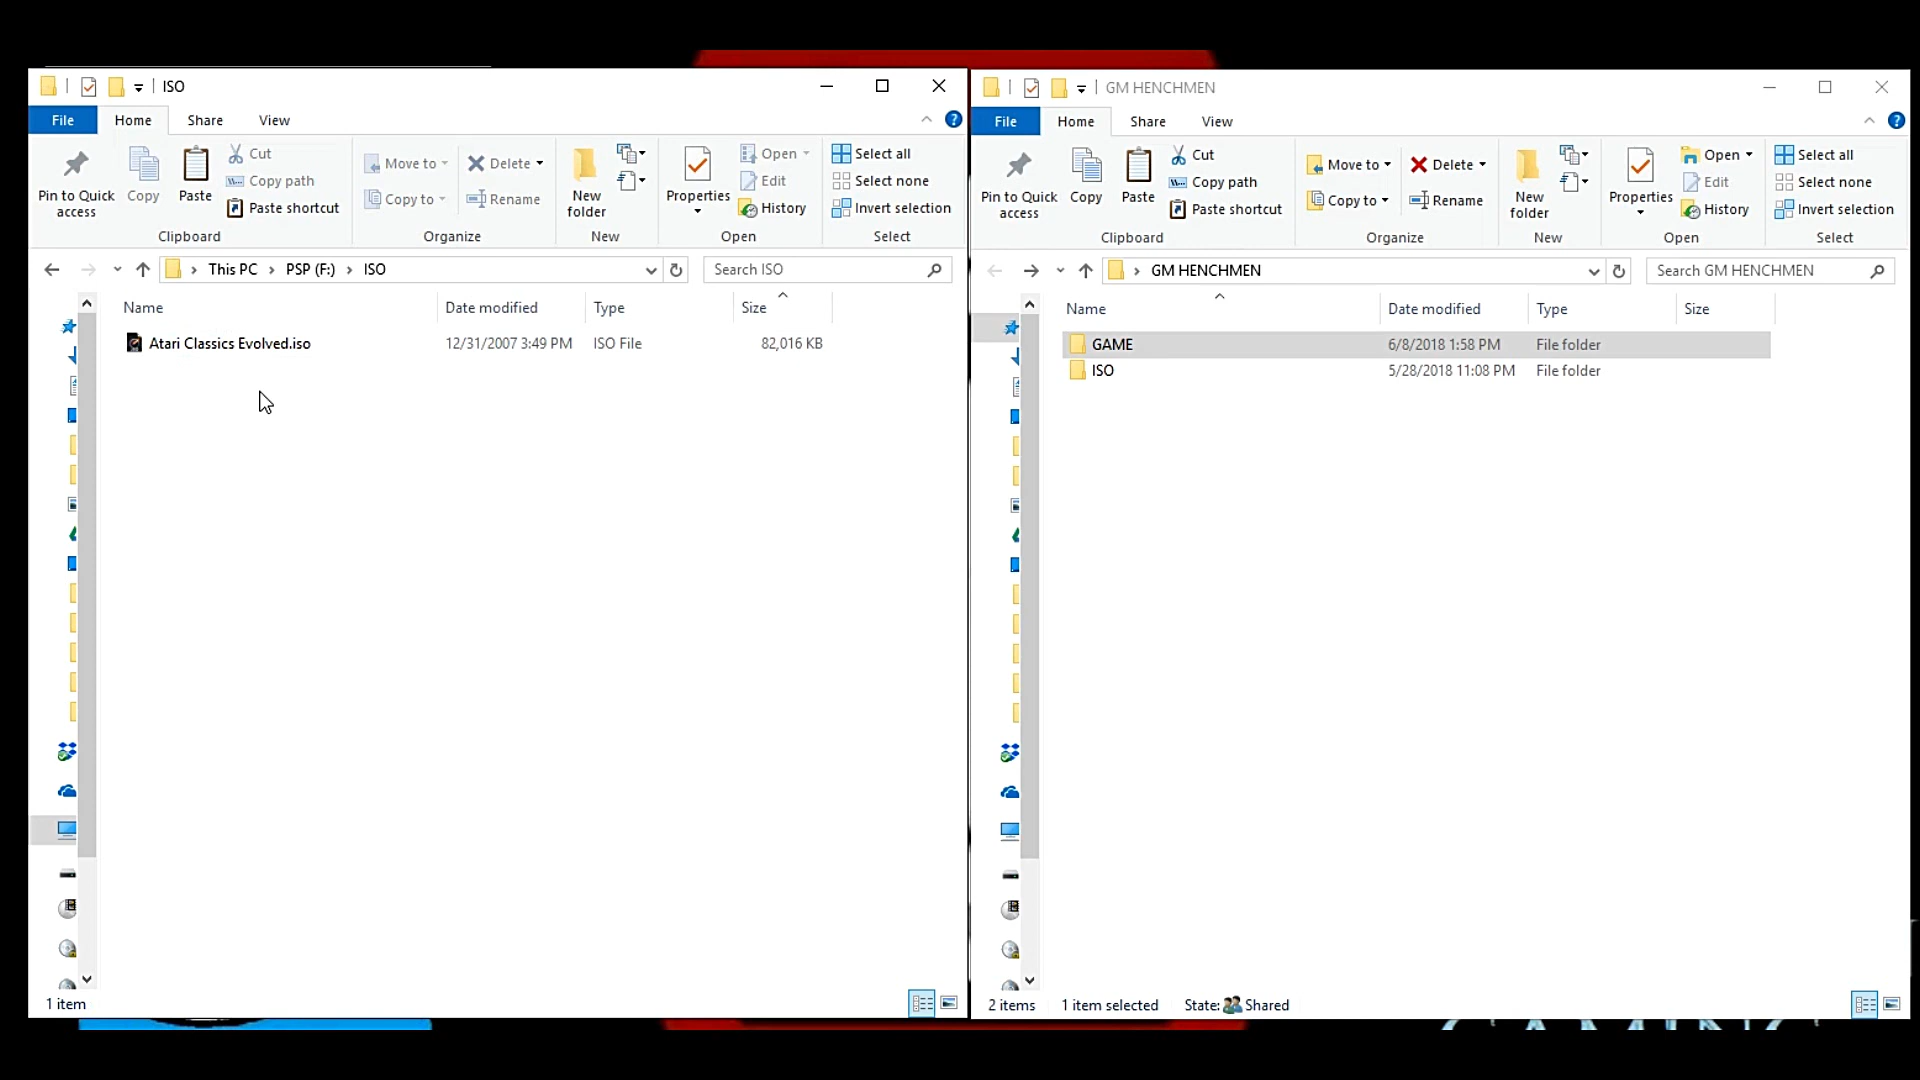 ISO
File Home Share View
Pin to Quick access
Copy
Paste
Cut
Copy path
Paste shortcut
Clipboard
Move to
Copy to
Delete
Rename
Organize
New folder
New
Properties
Open
Edit
History
Open
Select all
Select none
Invert selection
Select
This PC › PSP (F:) › ISO
Search ISO
Name Date modified Type Size
Atari Classics Evolved.iso 12/31/2007 3:49 PM ISO File 82,016 KB
1 item
GM HENCHMEN
File Home Share View
Pin to Quick access
Copy
Paste
Cut
Copy path
Paste shortcut
Clipboard
Move to
Copy to
Delete
Rename
Organize
New folder
New
Properties
Open
Edit
History
Open
Select all
Select none
Invert selection
Select
› GM HENCHMEN
Search GM HENCHMEN
Name Date modified Type Size
GAME 6/8/2018 1:58 PM File folder
ISO 5/28/2018 11:08 PM File folder
2 items 1 item selected State: Shared